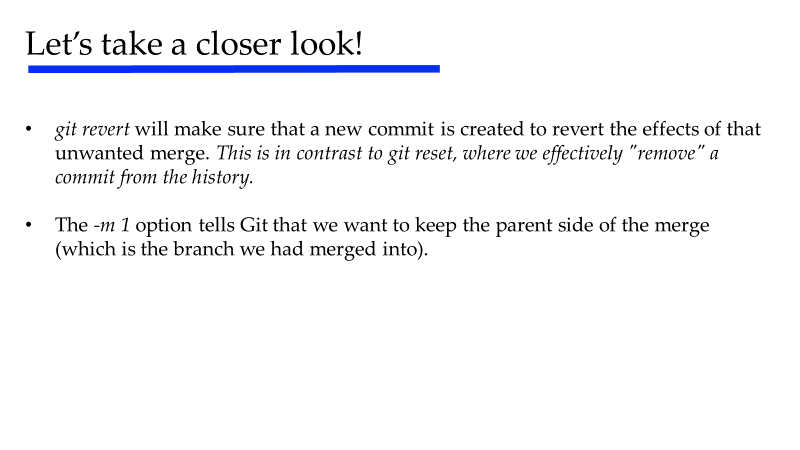 Let’s take a closer look!
• git revert will make sure that a new commit is created to revert the effects of that
unwanted merge. This is in contrast to git reset, where we effectively "remove" a
commit from the history.
• The -m 1 option tells Git that we want to keep the parent side of the merge
(which is the branch we had merged into).